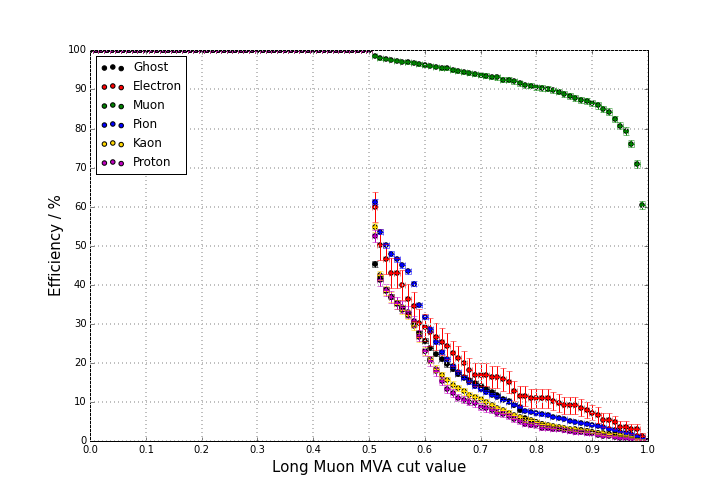 100
90
80
70
60
50
40
30
20
10
0
Efficiency / %
Ghost
Electron
Muon
Pion
Kaon
Proton
0.0 0.1 0.2 0.3 0.4 0.5 0.6 0.7 0.8 0.9 1.0
Long Muon MVA cut value